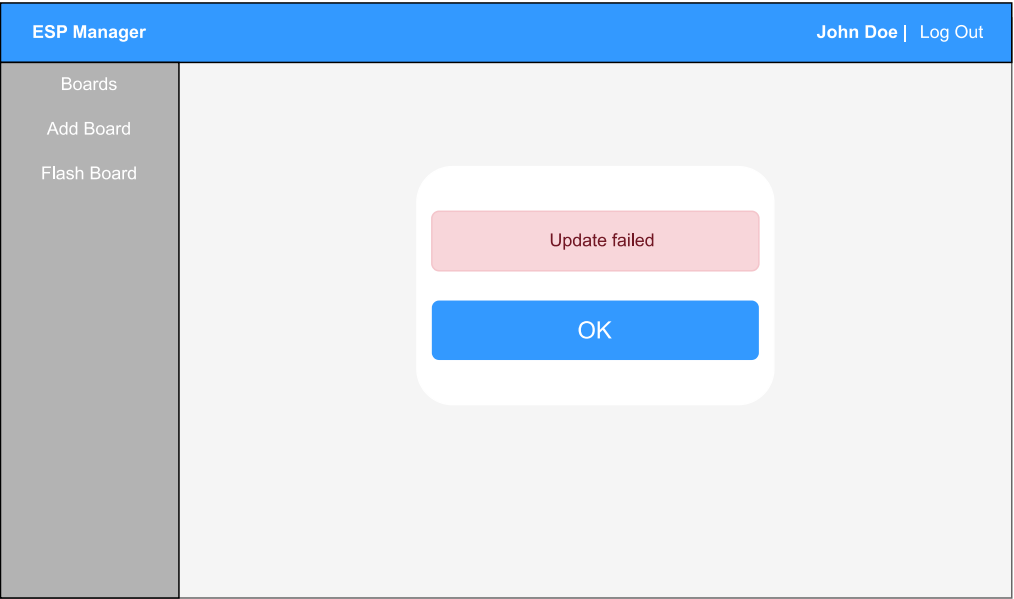 ESP Manager
John Doe | Log Out
Boards
Add Board
Flash Board
Update failed
OK